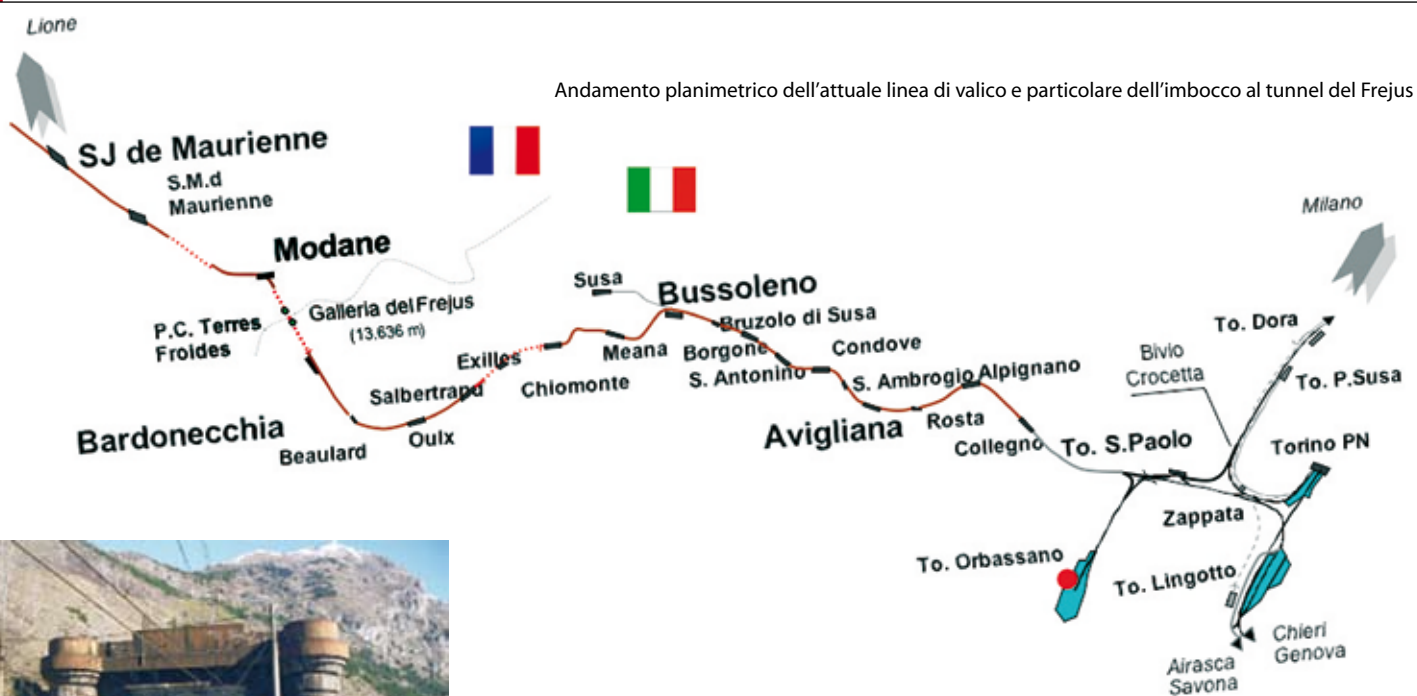 Lione
Andamento planimetrico dell'attuale linea di valico e particolare dell'imbocco al tunnel del Frejus
SJ de Maurienne
S.M.d
Maurienne
Modane
Milano
Susa
Bussoleno
Galleria del Frejus
(13.636 m)
P.C. Terres
Froides
Bruzolo di Susa
To. Dora
Exilles
Meana
Borgone
Condove
Bivio
Crocetta
Salbertrand
Chiomonte
S. Antonino
S. Ambrogio
Alpignano
To. P.Susa
Bardonecchia
Beaulard
Oulx
Avigliana
Rosta
Collegno
To. S.Paolo
Torino PN
Zappata
To. Orbassano
To. Lingotto
Chieri
Genova
Airasca
Savona